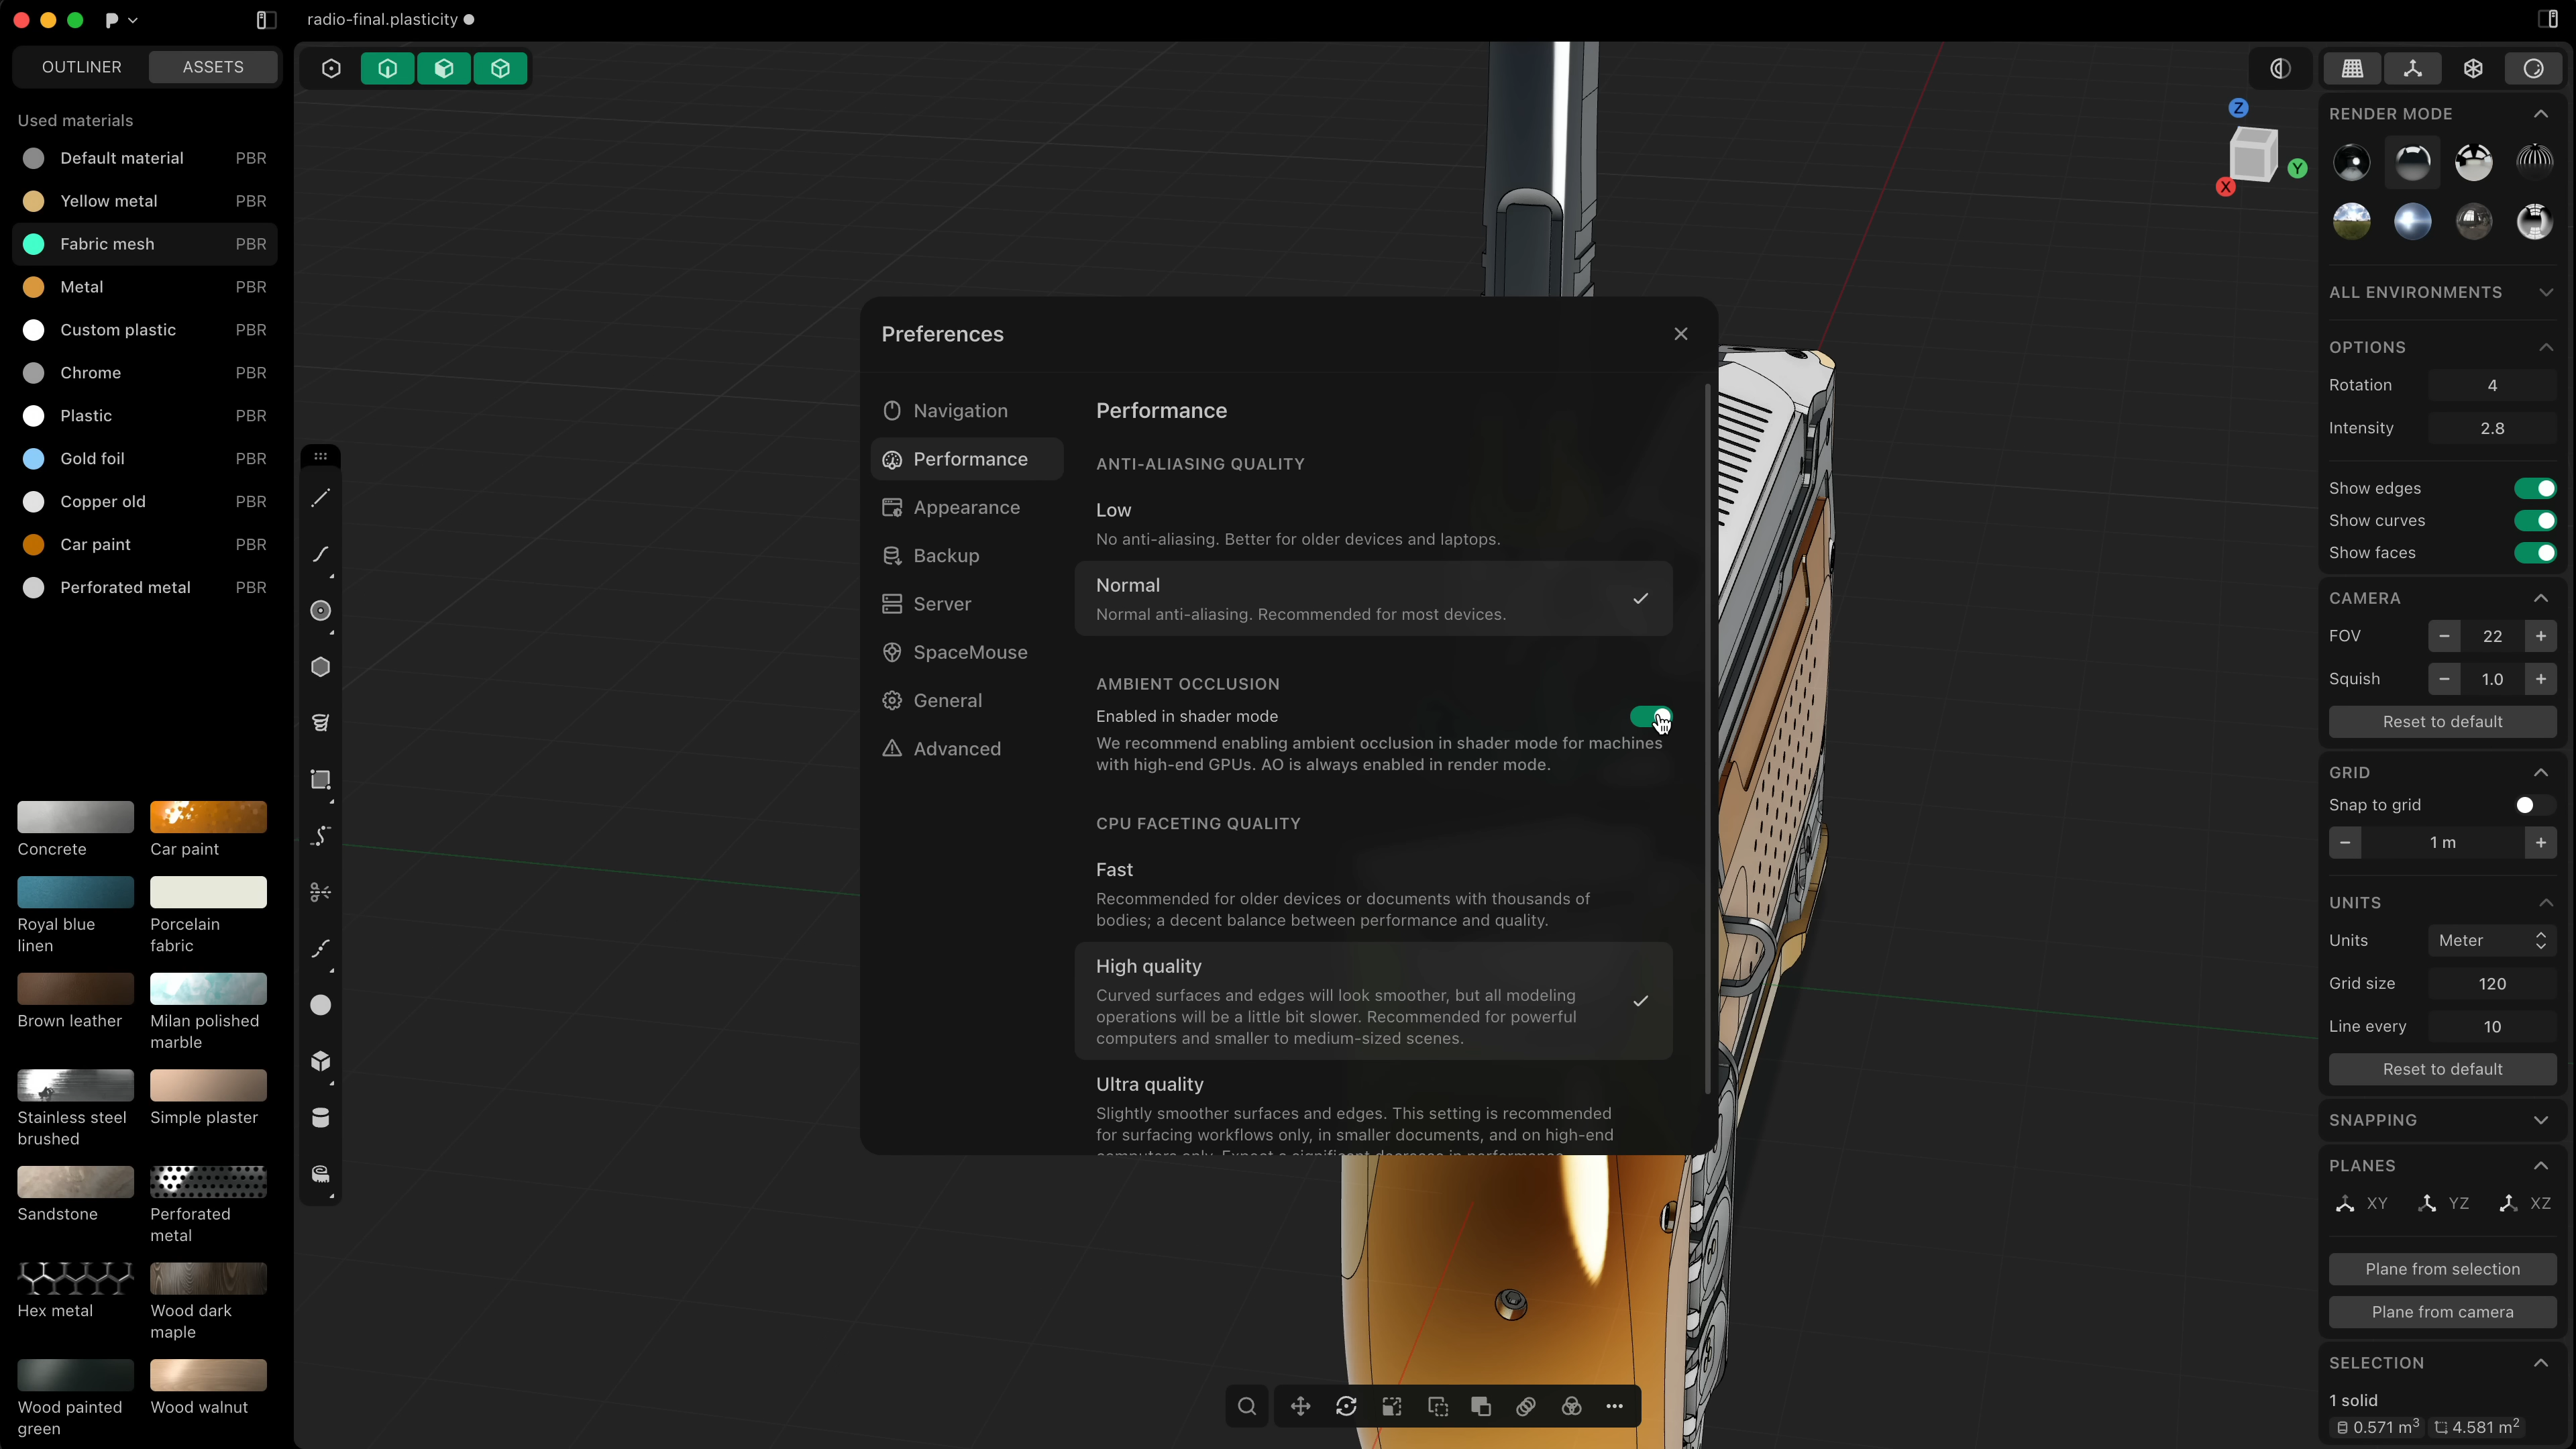 radio-final.plasticity
OUTLINER
ASSETS
Used materials
Default material PBR
Yellow metal PBR
Fabric mesh PBR
Metal PBR
Custom plastic PBR
Chrome PBR
Plastic PBR
Gold foil PBR
Copper old PBR
Car paint PBR
Perforated metal PBR
Concrete
Car paint
Royal blue
linen
Porcelain
fabric
Brown leather
Milan polished
marble
Stainless steel
brushed
Simple plaster
Sandstone
Perforated
metal
Hex metal
Wood dark
maple
Wood painted
green
Wood walnut
Preferences
Navigation
Performance
Appearance
Backup
Server
SpaceMouse
General
Advanced
Performance
ANTI-ALIASING QUALITY
Low
No anti-aliasing. Better for older devices and laptops.
Normal
Normal anti-aliasing. Recommended for most devices.
AMBIENT OCCLUSION
Enabled in shader mode
We recommend enabling ambient occlusion in shader mode for machines
with high-end GPUs. AO is always enabled in render mode.
CPU FACETING QUALITY
Fast
Recommended for older devices or documents with thousands of
bodies; a decent balance between performance and quality.
High quality
Curved surfaces and edges will look smoother, but all modeling
operations will be a little bit slower. Recommended for powerful
computers and smaller to medium-sized scenes.
Ultra quality
Slightly smoother surfaces and edges. This setting is recommended
for surfacing workflows only, in smaller documents, and on high-end
computers only. Expect a significant decrease in performance.
Z
Y
X
RENDER MODE
ALL ENVIRONMENTS
OPTIONS
Rotation 4
Intensity 2.8
Show edges
Show curves
Show faces
CAMERA
FOV − 22 +
Squish − 1.0 +
Reset to default
GRID
Snap to grid
− 1 m +
UNITS
Units Meter
Grid size 120
Line every 10
Reset to default
SNAPPING
PLANES
XY YZ XZ
Plane from selection
Plane from camera
SELECTION
1 solid
0.571 m³ 4.581 m²